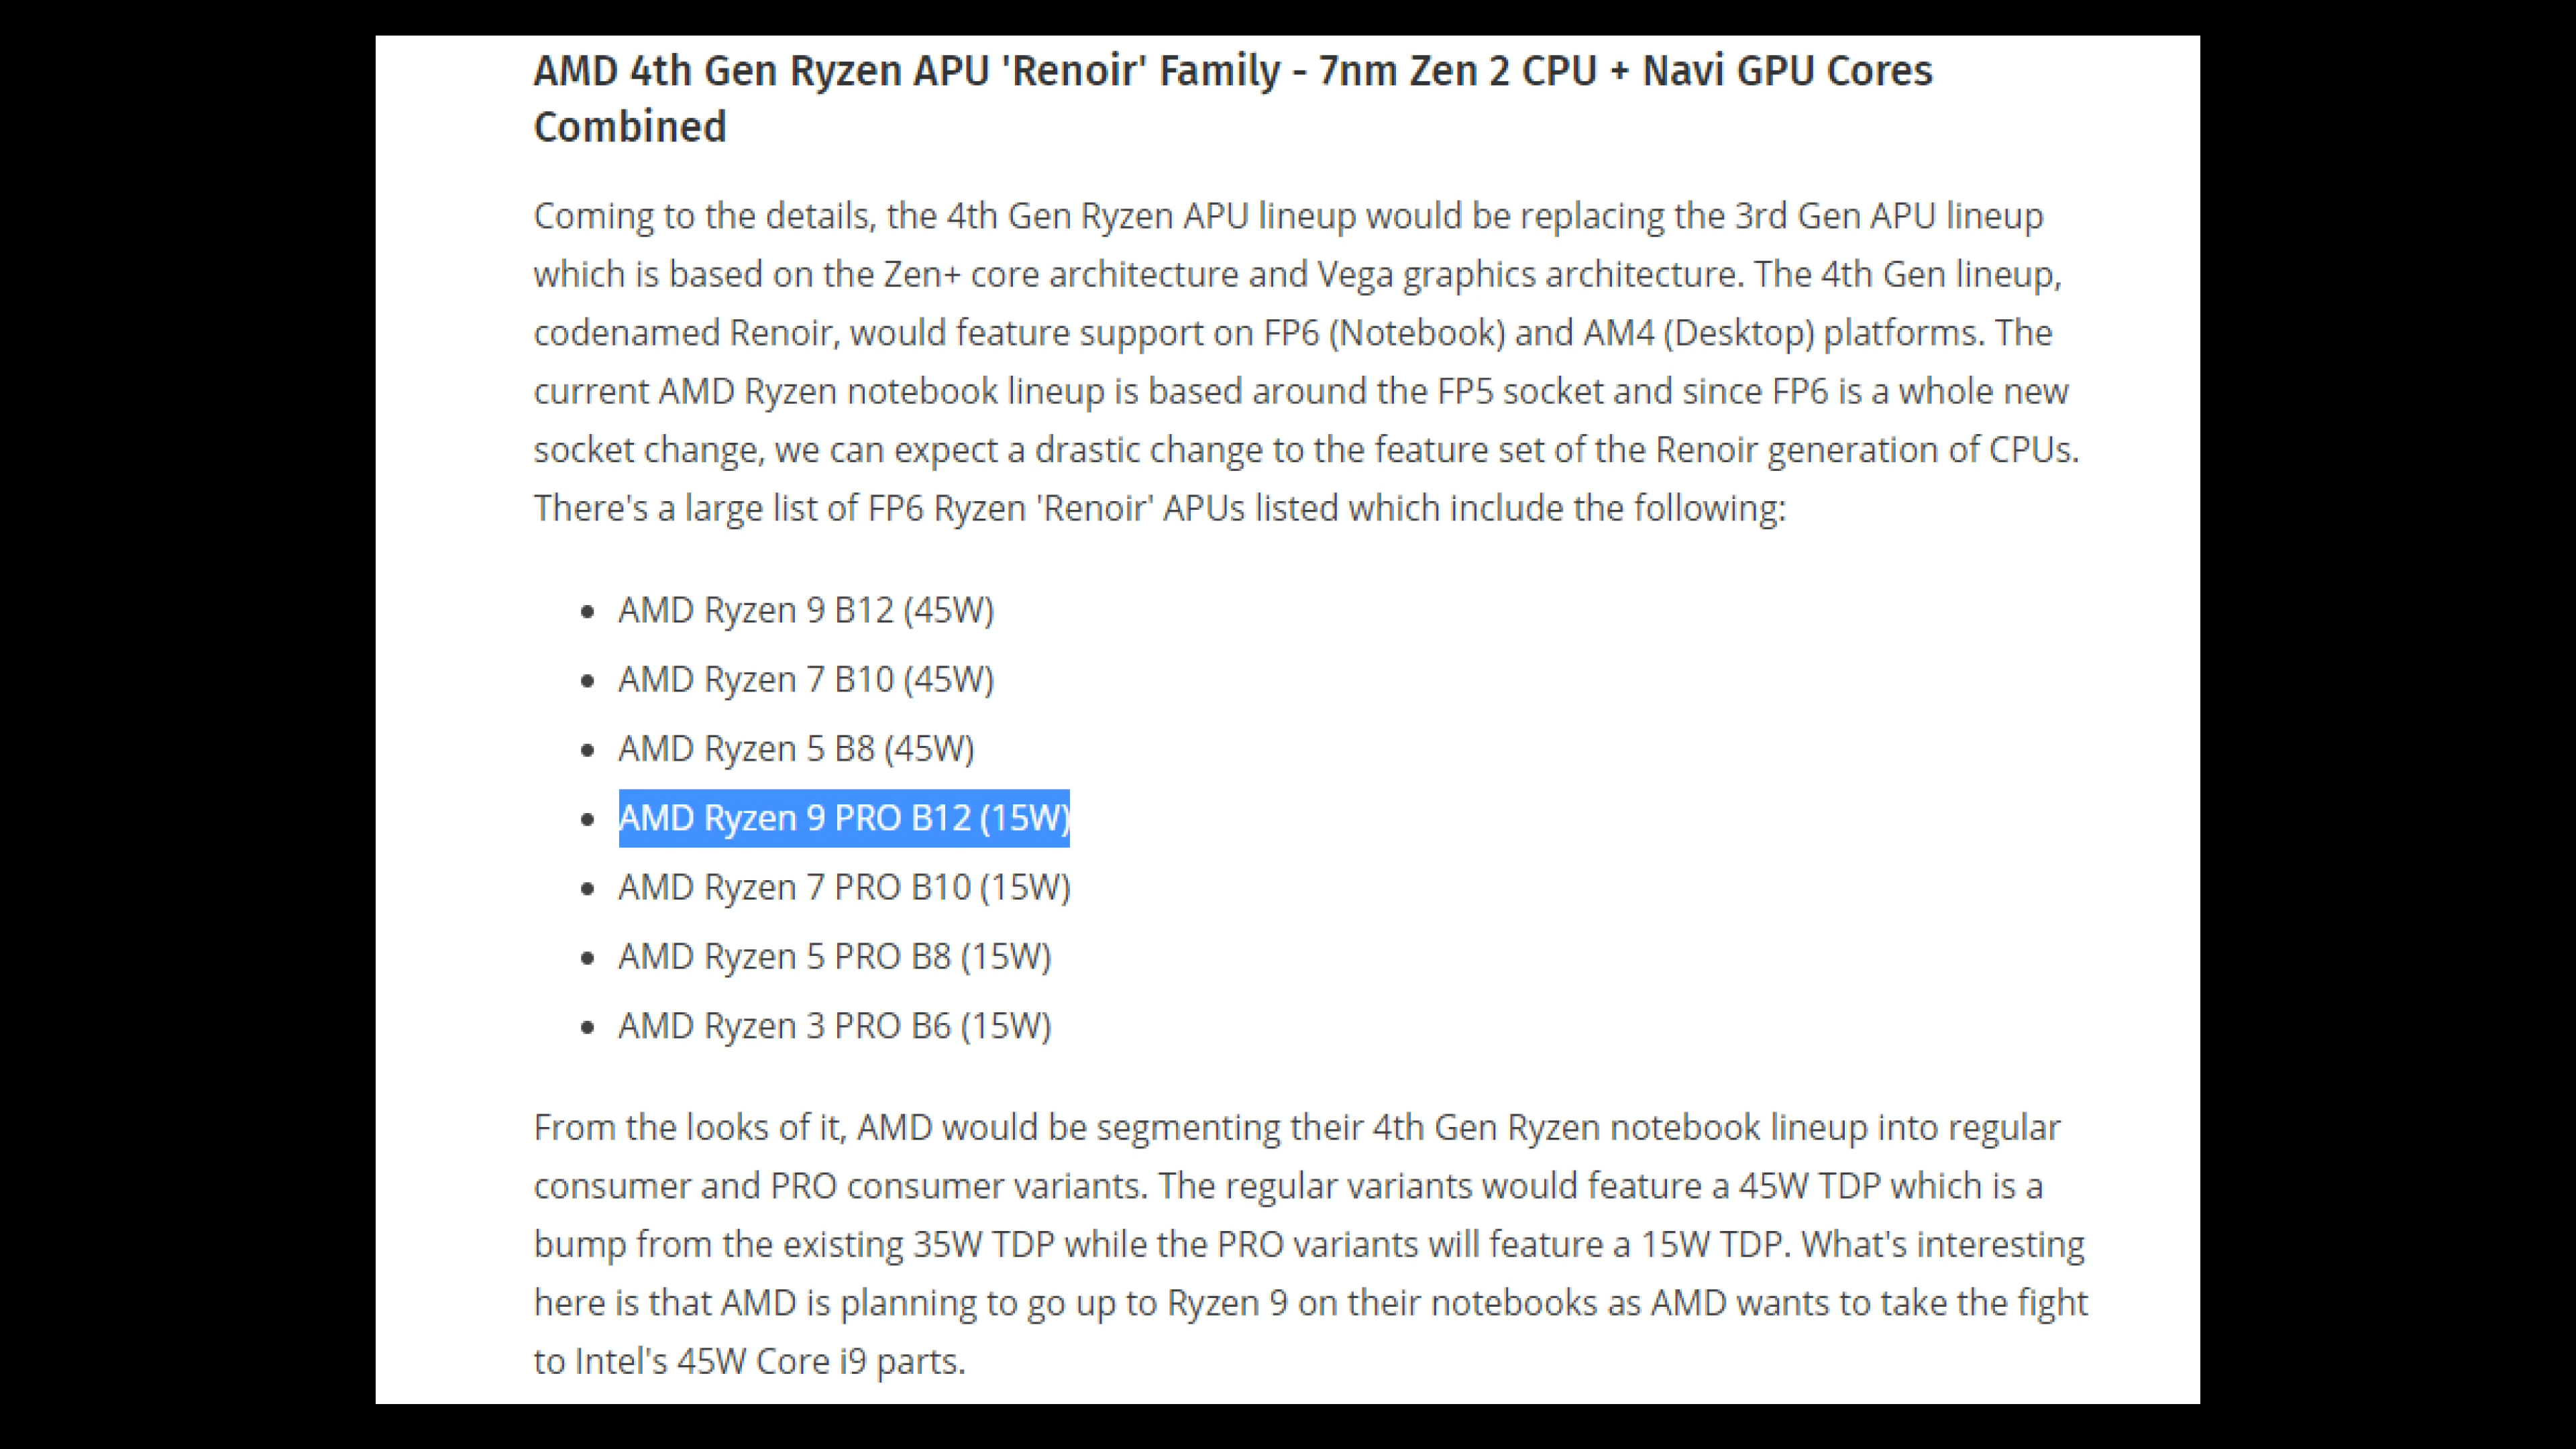 AMD 4th Gen Ryzen APU 'Renoir' Family - 7nm Zen 2 CPU + Navi GPU Cores
Combined
Coming to the details, the 4th Gen Ryzen APU lineup would be replacing the 3rd Gen APU lineup
which is based on the Zen+ core architecture and Vega graphics architecture. The 4th Gen lineup,
codenamed Renoir, would feature support on FP6 (Notebook) and AM4 (Desktop) platforms. The
current AMD Ryzen notebook lineup is based around the FP5 socket and since FP6 is a whole new
socket change, we can expect a drastic change to the feature set of the Renoir generation of CPUs.
There's a large list of FP6 Ryzen 'Renoir' APUs listed which include the following:
• AMD Ryzen 9 B12 (45W)
• AMD Ryzen 7 B10 (45W)
• AMD Ryzen 5 B8 (45W)
• AMD Ryzen 9 PRO B12 (15W)
• AMD Ryzen 7 PRO B10 (15W)
• AMD Ryzen 5 PRO B8 (15W)
• AMD Ryzen 3 PRO B6 (15W)
From the looks of it, AMD would be segmenting their 4th Gen Ryzen notebook lineup into regular
consumer and PRO consumer variants. The regular variants would feature a 45W TDP which is a
bump from the existing 35W TDP while the PRO variants will feature a 15W TDP. What's interesting
here is that AMD is planning to go up to Ryzen 9 on their notebooks as AMD wants to take the fight
to Intel's 45W Core i9 parts.